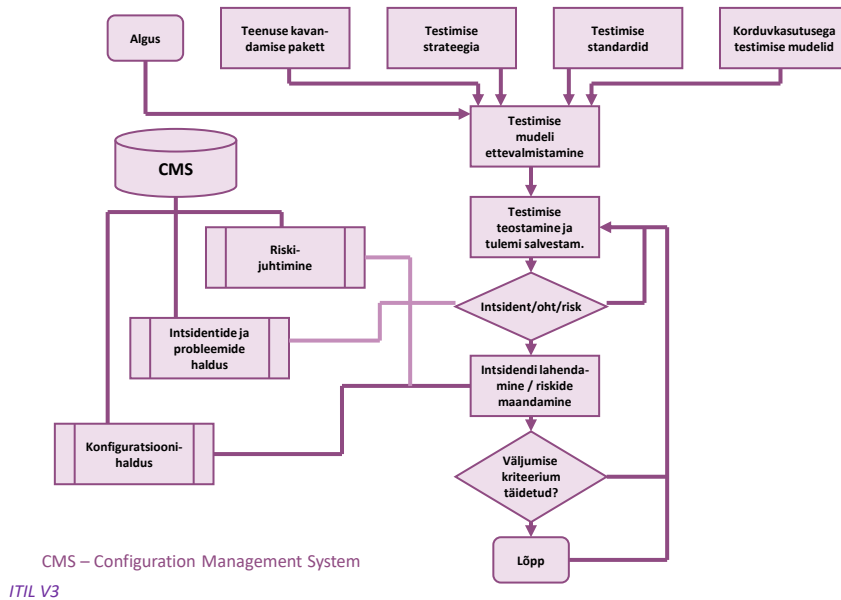 Algus
Teenuse kavan-
damise pakett
Testimise
strateegia
Testimise
standardid
Korduvkasutusega
testimise mudelid
Testimise
mudeli
ettevalmistamine
CMS
Testimise
teostamine ja
tulemi salvestam.
Riski-
juhtimine
Intsident/oht/risk
Intsidentide ja
probleemide
haldus
Intsidendi lahenda-
mine / riskide
maandamine
Konfiguratsiooni-
haldus
Väljumise
kriteerium
täidetud?
Lõpp
CMS – Configuration Management System
ITIL V3